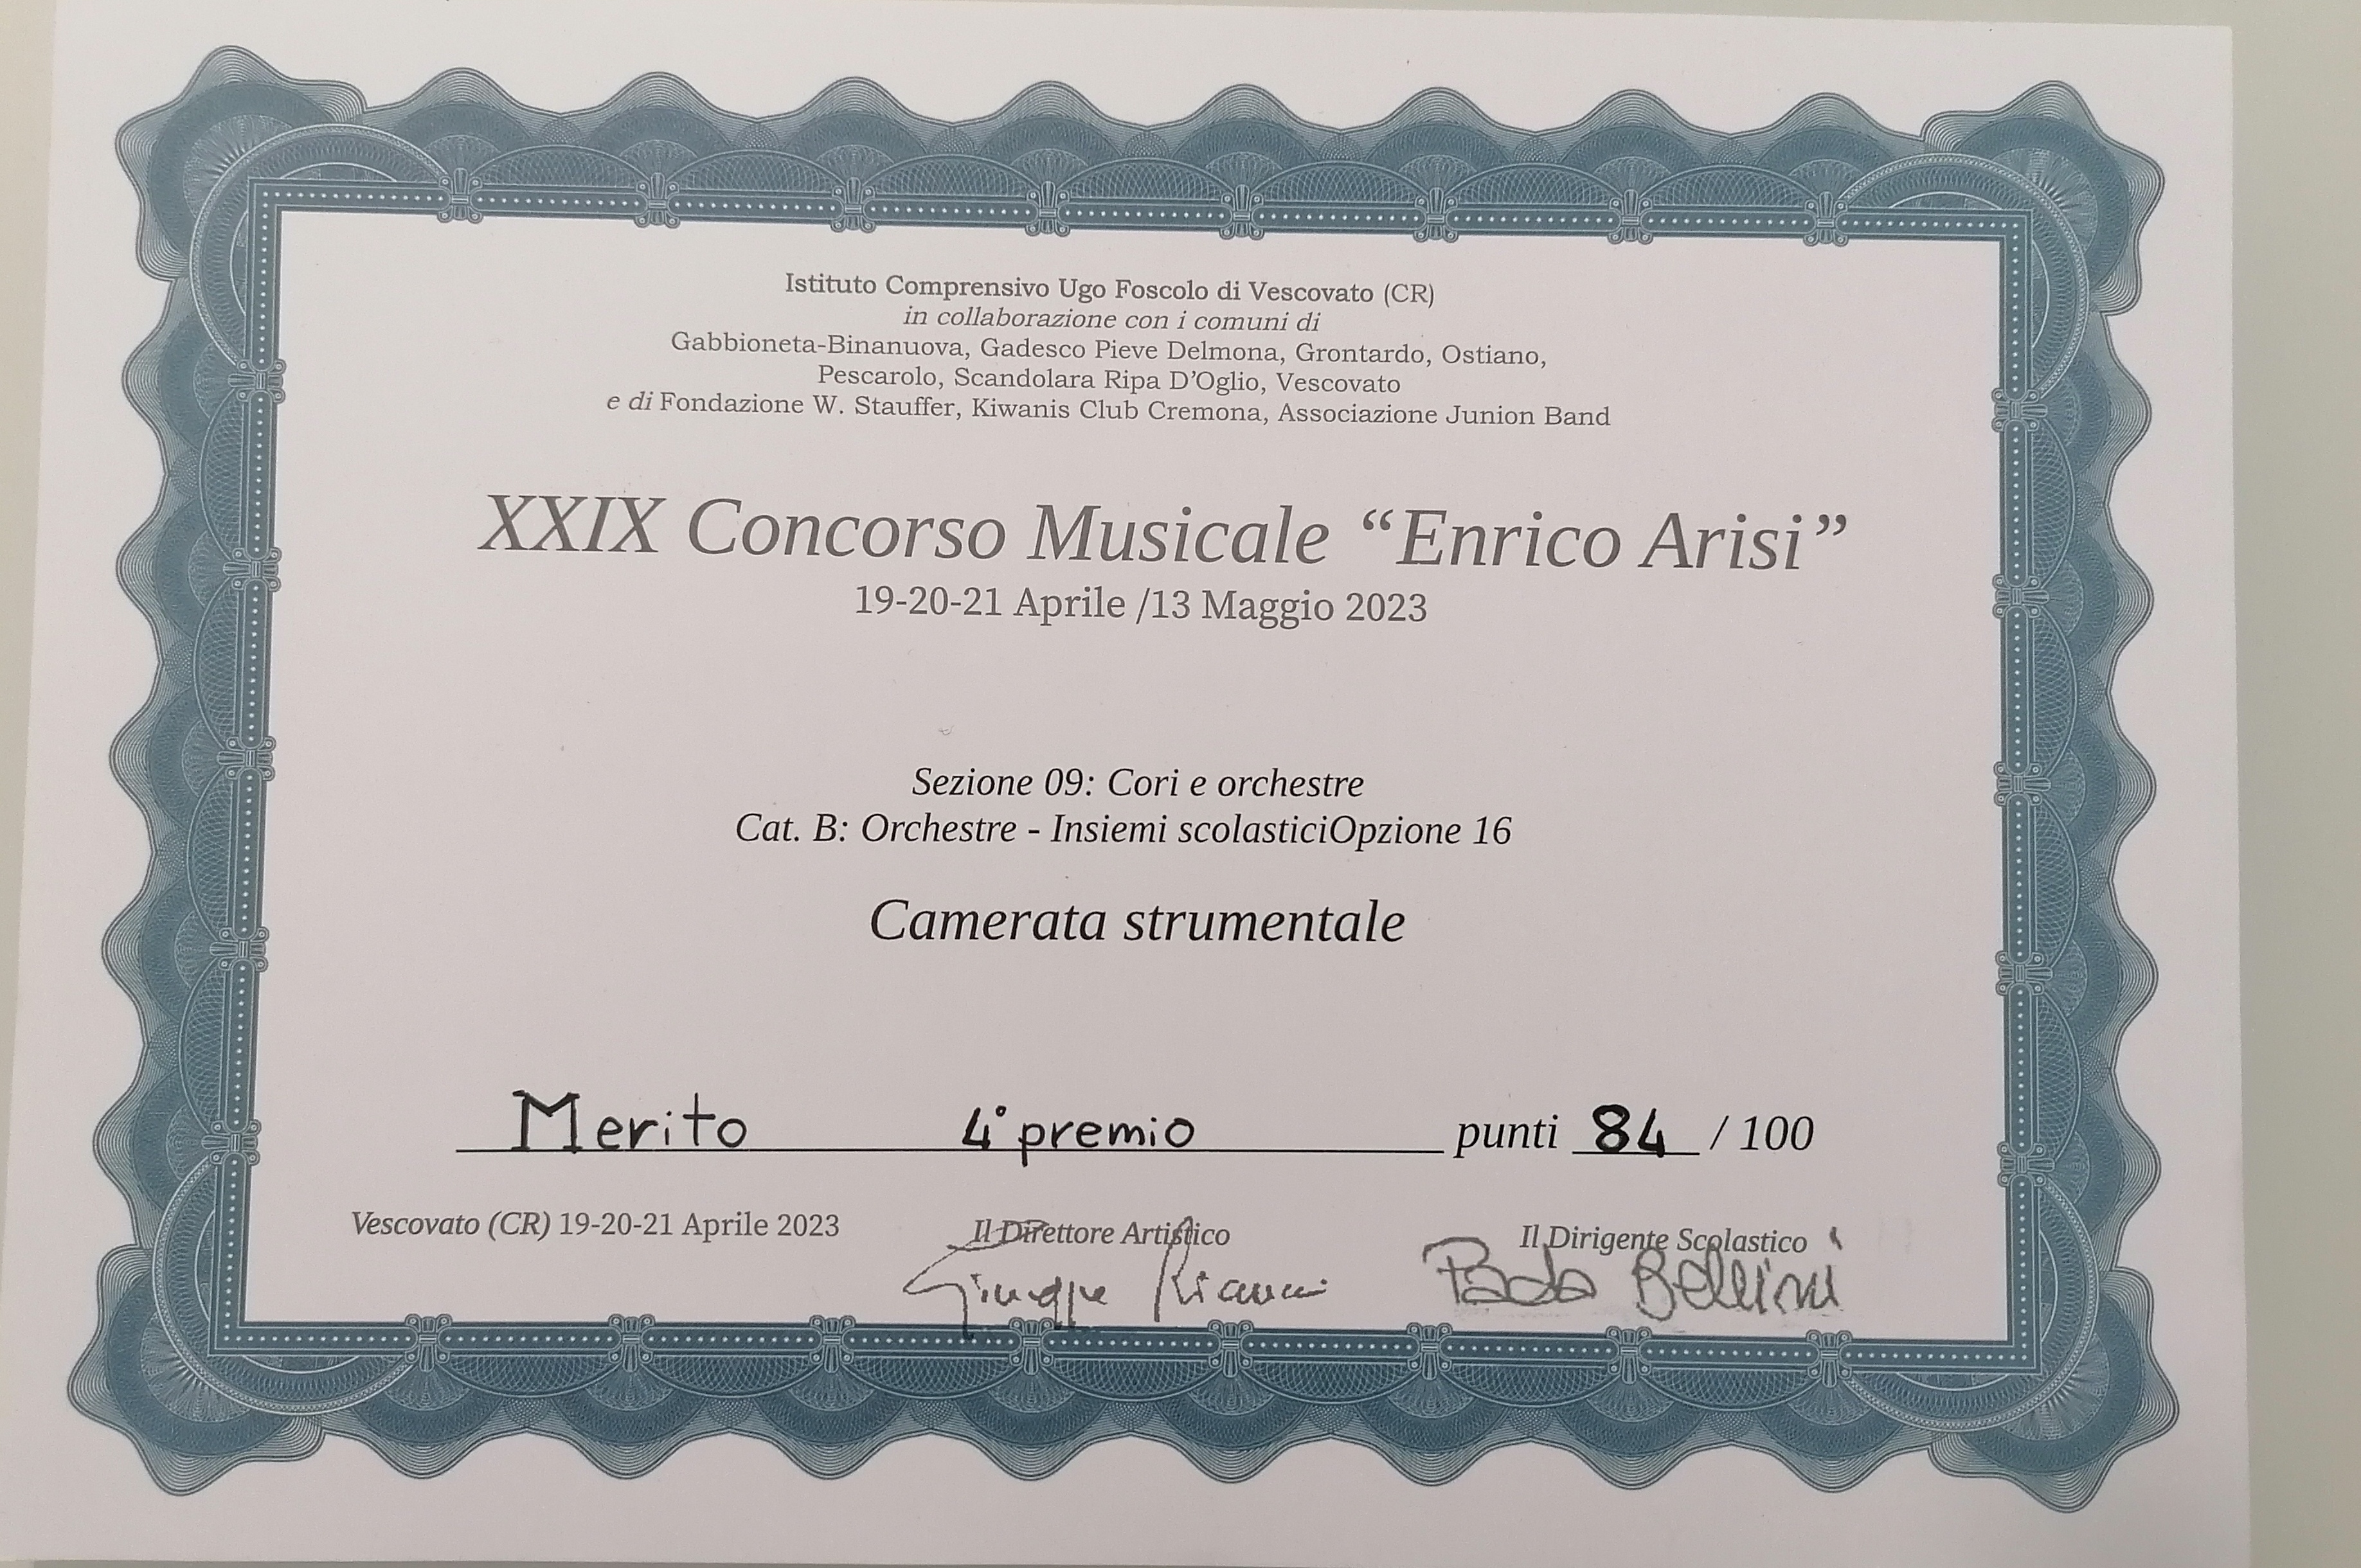 Istituto Comprensivo Ugo Foscolo di Vescovato (CR)
in collaborazione con i comuni di
Gabbioneta-Binanuova, Gadesco Pieve Delmona, Grontardo, Ostiano,
Pescarolo, Scandolara Ripa D'Oglio, Vescovato
e di Fondazione W. Stauffer, Kiwanis Club Cremona, Associazione Junion Band
XXIX Concorso Musicale “Enrico Arisi”
19-20-21 Aprile /13 Maggio 2023
Sezione 09: Cori e orchestre
Cat. B: Orchestre - Insiemi scolasticiOpzione 16
Camerata strumentale
Merito 4° premio punti 84 / 100
Vescovato (CR) 19-20-21 Aprile 2023
Il Direttore Artistico
Il Dirigente Scolastico
Bellini